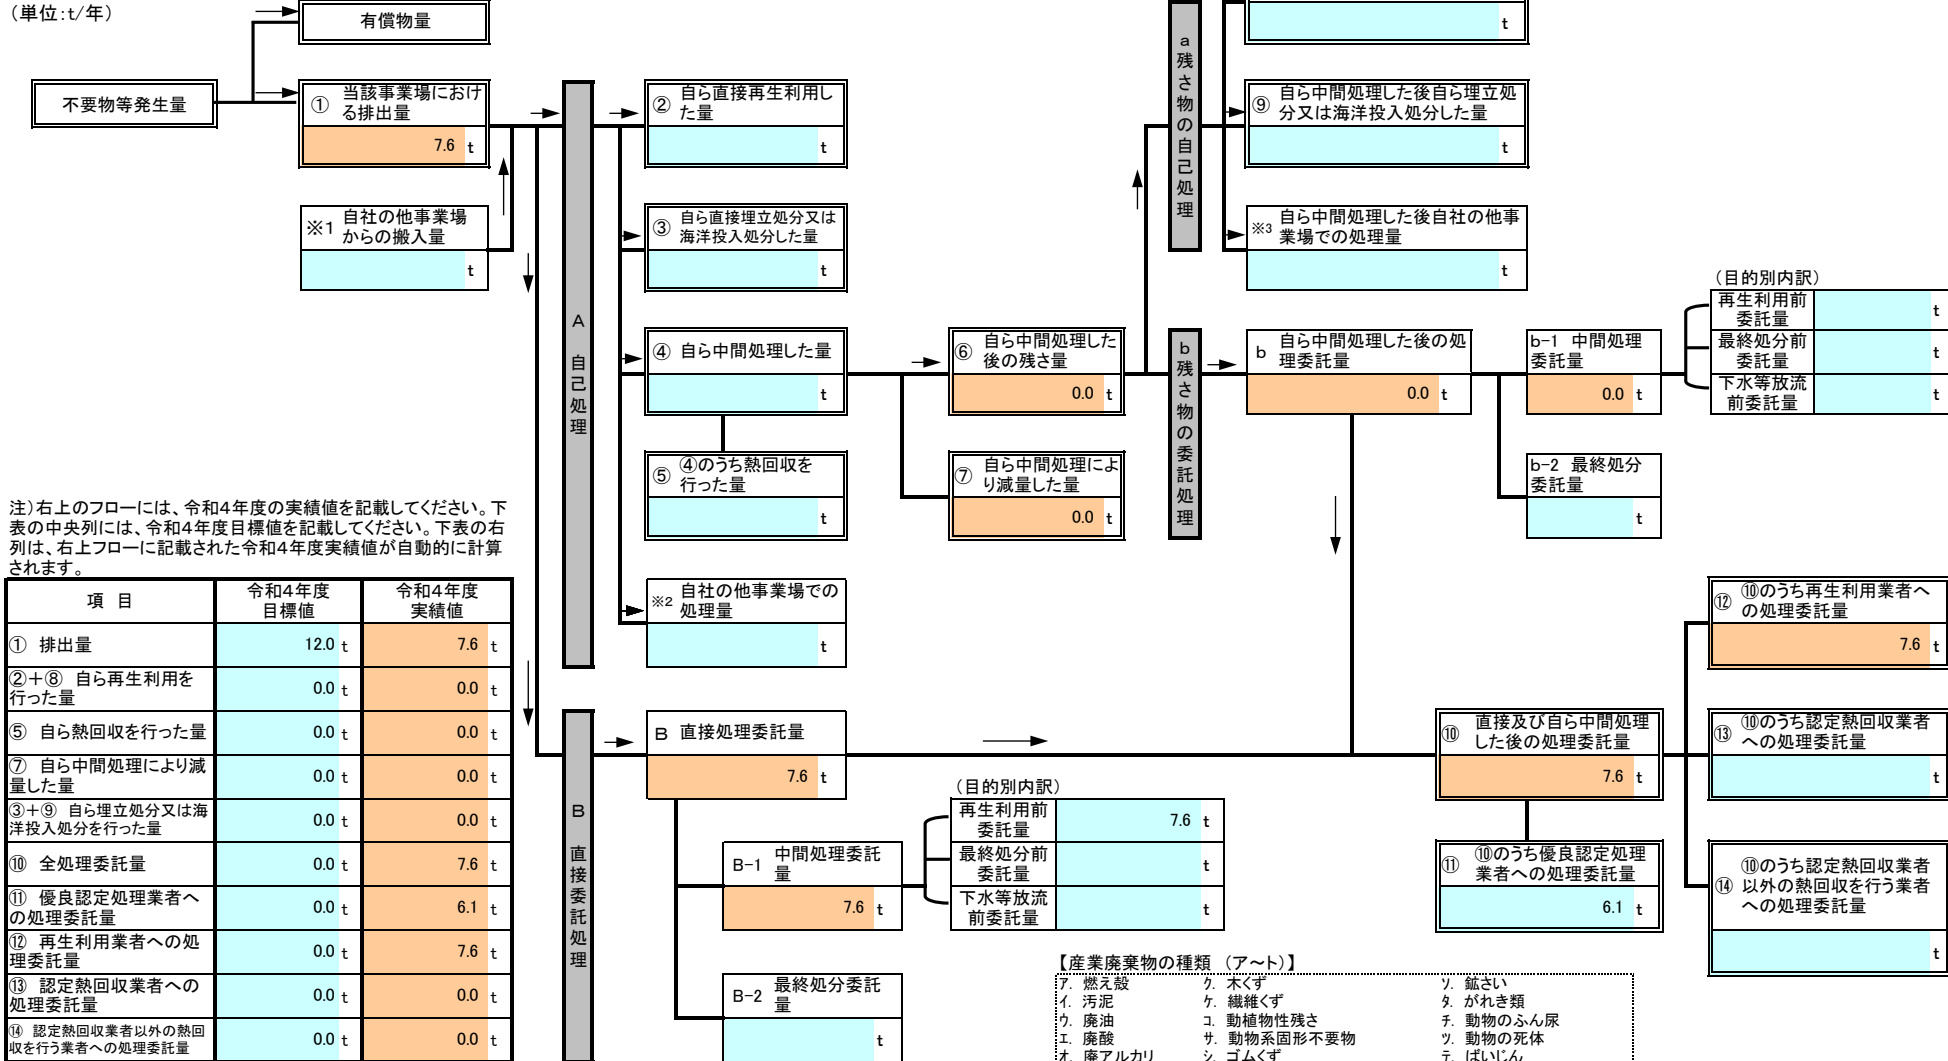 （単位:t/年）
有償物量
不要物等発生量
① 当該事業場におけ
る排出量
7.6 t
※1 自社の他事業場
からの搬入量
t
A 自己処理
② 自ら直接再生利用し
た量
t
③ 自ら直接埋立処分又は
海洋投入処分した量
t
④ 自ら中間処理した量
t
⑤ ④のうち熱回収を
行った量
t
※2 自社の他事業場での
処理量
t
⑥ 自ら中間処理した
後の残さ量
0.0 t
⑦ 自ら中間処理によ
り減量した量
0.0 t
a 残さ物の自己処理
t
⑨ 自ら中間処理した後自ら埋立処
分又は海洋投入処分した量
t
※3 自ら中間処理した後自社の他事
業場での処理量
t
b 残さ物の委託処理
b 自ら中間処理した後の処
理委託量
0.0 t
b-1 中間処理
委託量
0.0 t
（目的別内訳）
再生利用前
委託量 t
最終処分前
委託量 t
下水等放流
前委託量 t
b-2 最終処分
委託量
t
注）右上のフローには、令和4年度の実績値を記載してください。下
表の中央列には、令和4年度目標値を記載してください。下表の右
列は、右上フローに記載された令和4年度実績値が自動的に計算
されます。
項 目 令和4年度 目標値 令和4年度 実績値
① 排出量 12.0 t 7.6 t
②+⑧ 自ら再生利用を
行った量 0.0 t 0.0 t
⑤ 自ら熱回収を行った量 0.0 t 0.0 t
⑦ 自ら中間処理により減
量した量 0.0 t 0.0 t
③+⑨ 自ら埋立処分又は海
洋投入処分を行った量 0.0 t 0.0 t
⑩ 全処理委託量 0.0 t 7.6 t
⑪ 優良認定処理業者へ
の処理委託量 0.0 t 6.1 t
⑫ 再生利用業者への処
理委託量 0.0 t 7.6 t
⑬ 認定熱回収業者への
処理委託量 0.0 t 0.0 t
⑭ 認定熱回収業者以外の熱回
収を行う業者への処理委託量 0.0 t 0.0 t
B 直接委託処理
B 直接処理委託量
7.6 t
B-1 中間処理委託
量
7.6 t
B-2 最終処分委託
量
t
（目的別内訳）
再生利用前
委託量 7.6 t
最終処分前
委託量 t
下水等放流
前委託量 t
⑩ 直接及び自ら中間処理
した後の処理委託量
7.6 t
⑪ ⑩のうち優良認定処理
業者への処理委託量
6.1 t
⑫ ⑩のうち再生利用業者へ
の処理委託量
7.6 t
⑬ ⑩のうち認定熱回収業者
への処理委託量
t
⑭ ⑩のうち認定熱回収業者
以外の熱回収を行う業者
への処理委託量
t
【産業廃棄物の種類 （ア～ト）】
ア. 燃え殻 ク. 木くず ソ. 鉱さい
イ. 汚泥 ケ. 繊維くず タ. がれき類
ウ. 廃油 コ. 動植物性残さ チ. 動物のふん尿
エ. 廃酸 サ. 動物系固形不要物 ツ. 動物の死体
オ. 廃アルカリ シ. ゴムくず テ. ばいじん